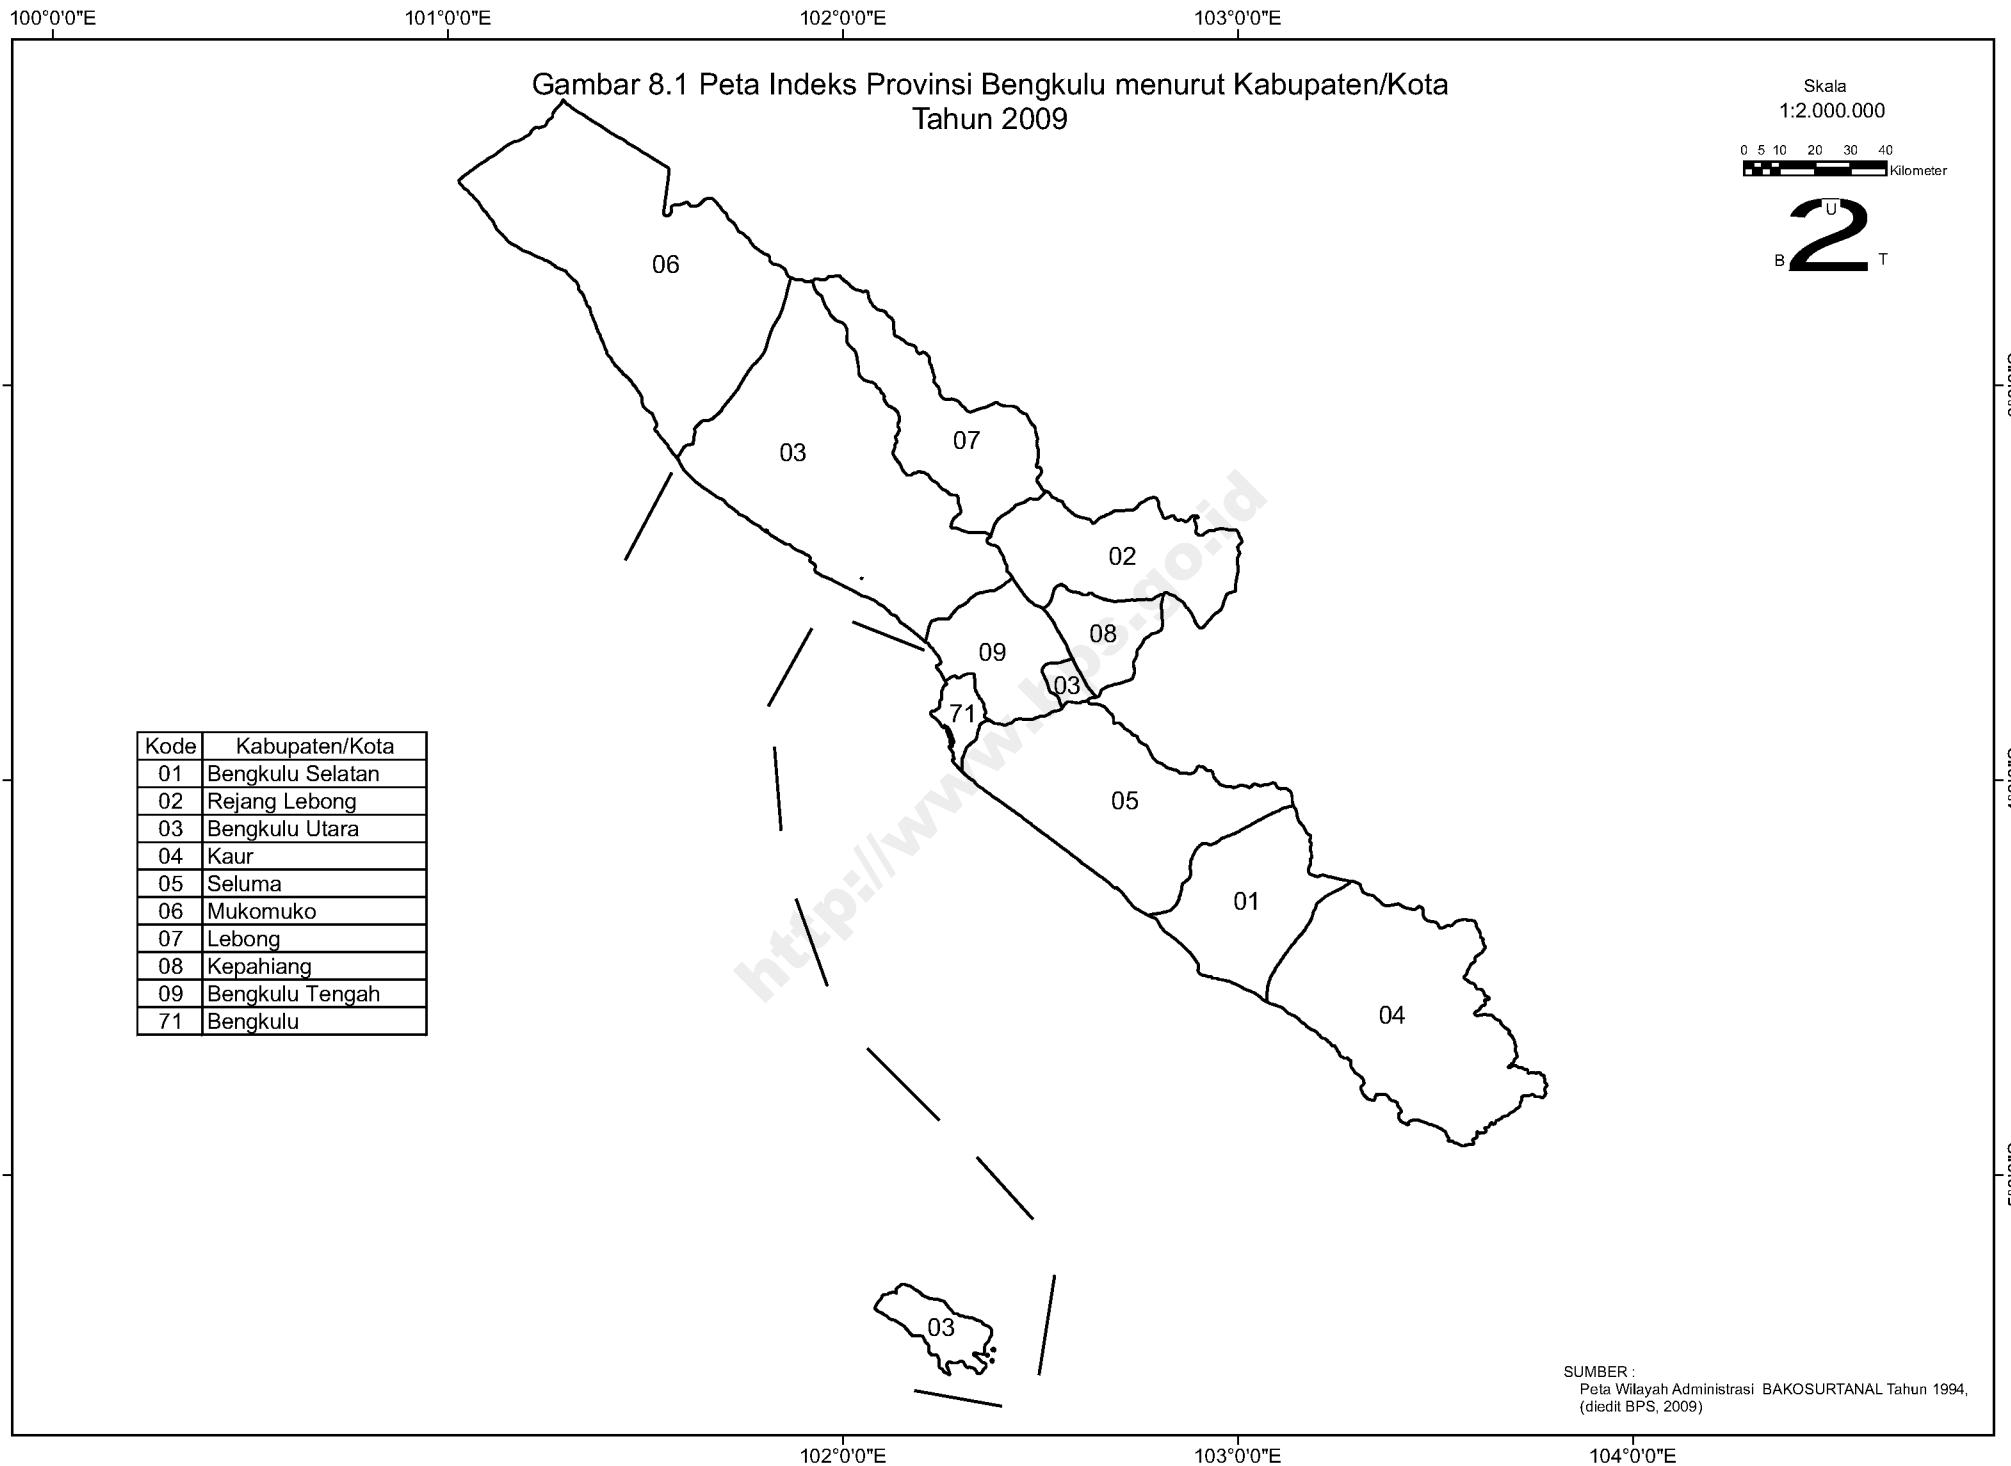 100°0'0"E
101°0'0"E
102°0'0"E
103°0'0"E
Gambar 8.1 Peta Indeks Provinsi Bengkulu menurut Kabupaten/Kota
Tahun 2009
Skala
1:2.000.000
0 5 10 20 30 40
Kilometer
U
2
B T
06
03
07
02
08
09
03
71
05
01
04
03
http://www.bps.go.id
Kode Kabupaten/Kota
01 Bengkulu Selatan
02 Rejang Lebong
03 Bengkulu Utara
04 Kaur
05 Seluma
06 Mukomuko
07 Lebong
08 Kepahiang
09 Bengkulu Tengah
71 Bengkulu
SUMBER :
Peta Wilayah Administrasi BAKOSURTANAL Tahun 1994,
(diedit BPS, 2009)
102°0'0"E
103°0'0"E
104°0'0"E